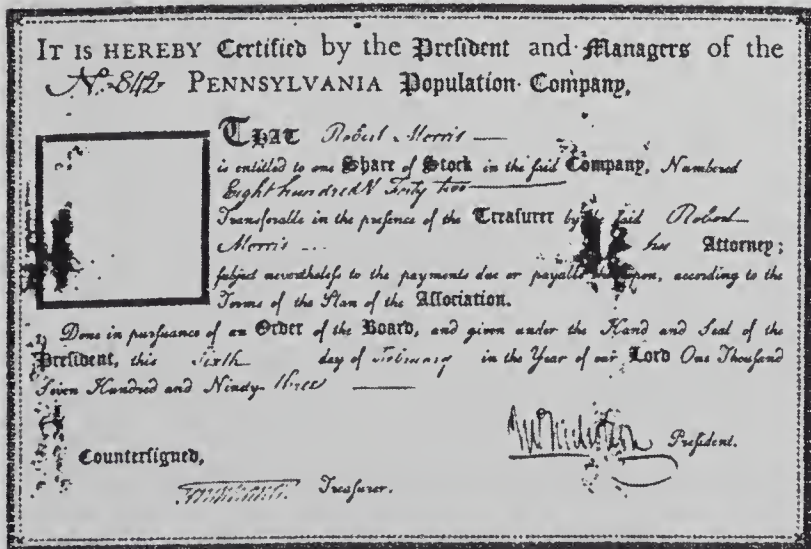 IT IS HEREBY Certified by the Preſident and Managers of the
No. 842 PENNSYLVANIA Population Company,
THAT Robert Morris
is entitled to one Share of Stock in the ſaid Company, Numbered
Eight hundred & Forty two
Transferable in the preſence of the Treaſurer by the ſaid Robert
Morris his Attorney;
ſubject nevertheleſs to the payments due or payable thereupon, according to the
Terms of the Plan of the Aſſociation.
Done in purſuance of an Order of the Board, and given under the Hand and Seal of the
Preſident, this Sixth day of February in the Year of our Lord One Thouſand
Seven Hundred and Ninety three
Jno Nicholson Preſident.
Counterſigned,
Treaſurer.